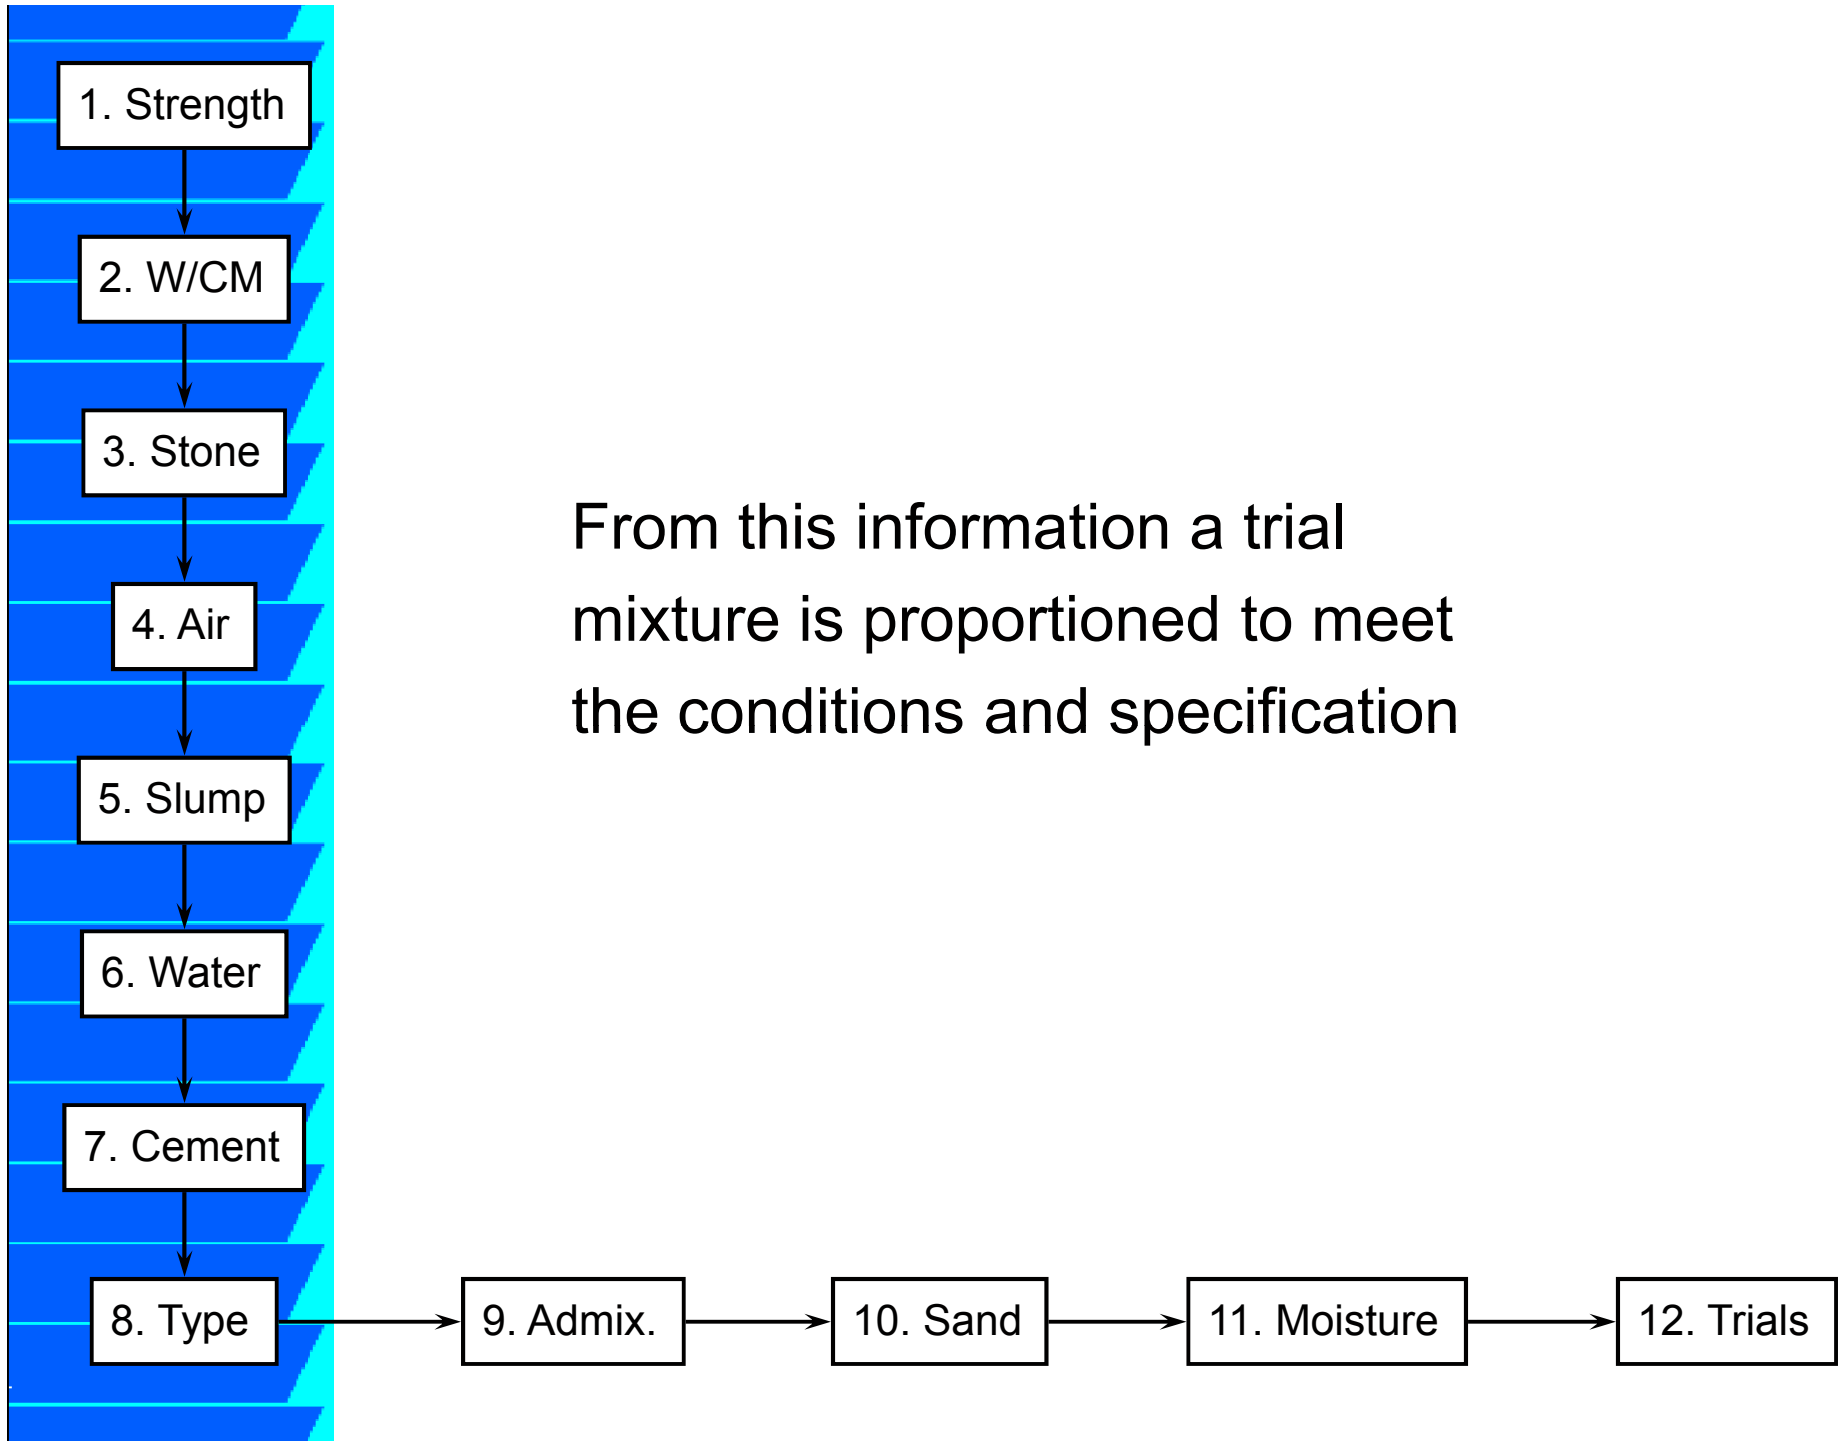 1. Strength
2. W/CM
3. Stone
4. Air
5. Slump
6. Water
7. Cement
8. Type
9. Admix.
10. Sand
11. Moisture
12. Trials
From this information a trial
mixture is proportioned to meet
the conditions and specification